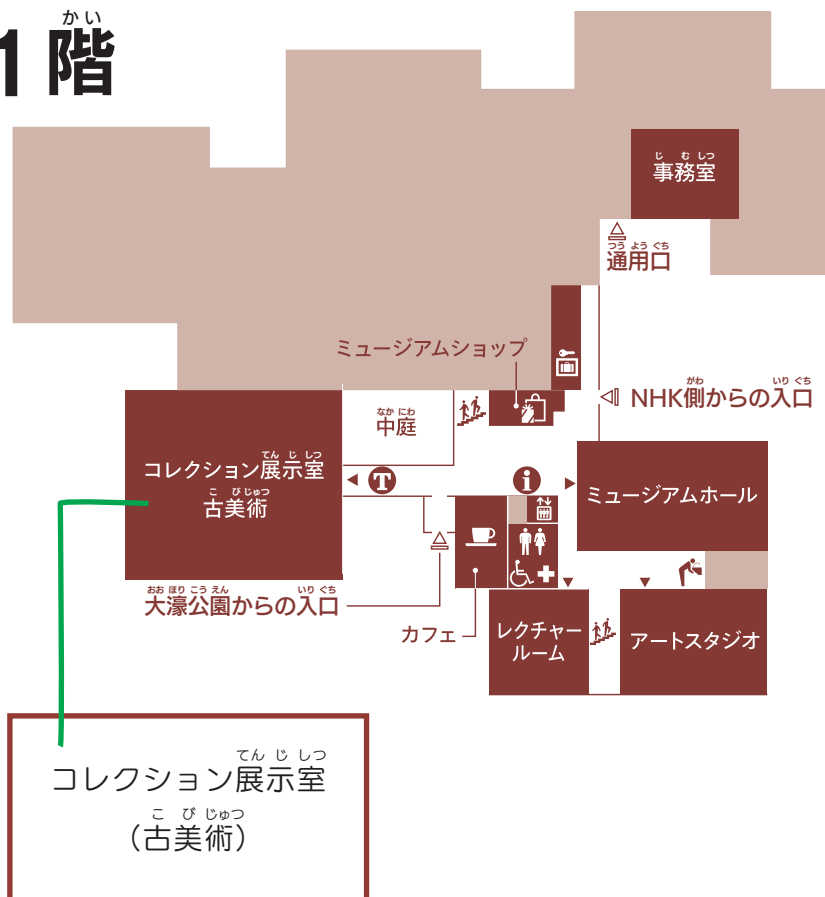 1階
かい
じむしつ
事務室
つうようぐち
通用口
ミュージアムショップ
がわ いりぐち
NHK側からの入口
なかにわ
中庭
てんじしつ
コレクション展示室
こびじゅつ
古美術
T
i
ミュージアムホール
おおほりこうえん いりぐち
大濠公園からの入口
カフェ
レクチャー
ルーム
アートスタジオ
てんじしつ
コレクション展示室
こびじゅつ
（古美術）